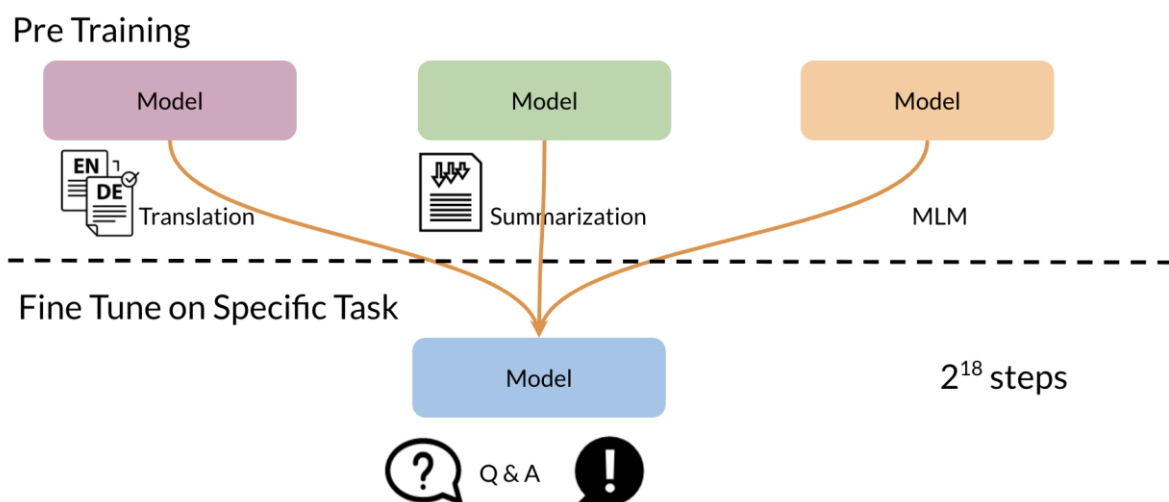 Pre Training
Model
Model
Model
EN
DE
Translation
Summarization
MLM
Fine Tune on Specific Task
Model
2¹⁸ steps
?
Q & A
!